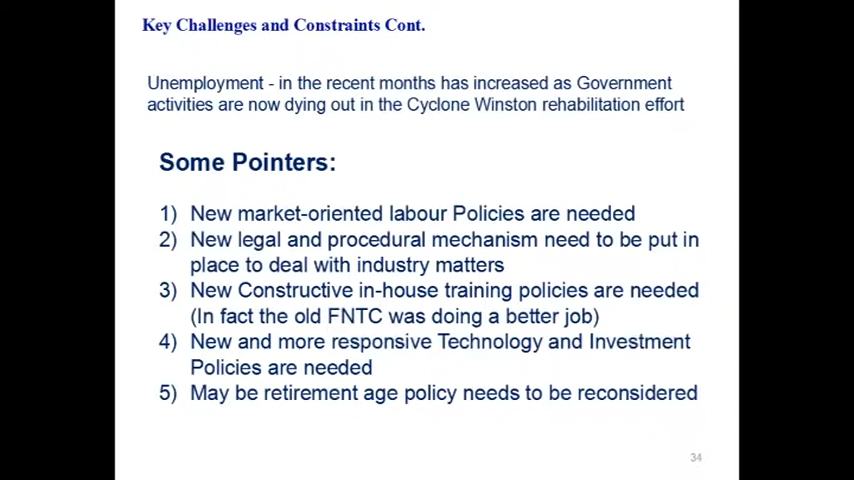 Key Challenges and Constraints Cont.
Unemployment - in the recent months has increased as Government
activities are now dying out in the Cyclone Winston rehabilitation effort
Some Pointers:
1) New market-oriented labour Policies are needed
2) New legal and procedural mechanism need to be put in
place to deal with industry matters
3) New Constructive in-house training policies are needed
(In fact the old FNTC was doing a better job)
4) New and more responsive Technology and Investment
Policies are needed
5) May be retirement age policy needs to be reconsidered
34